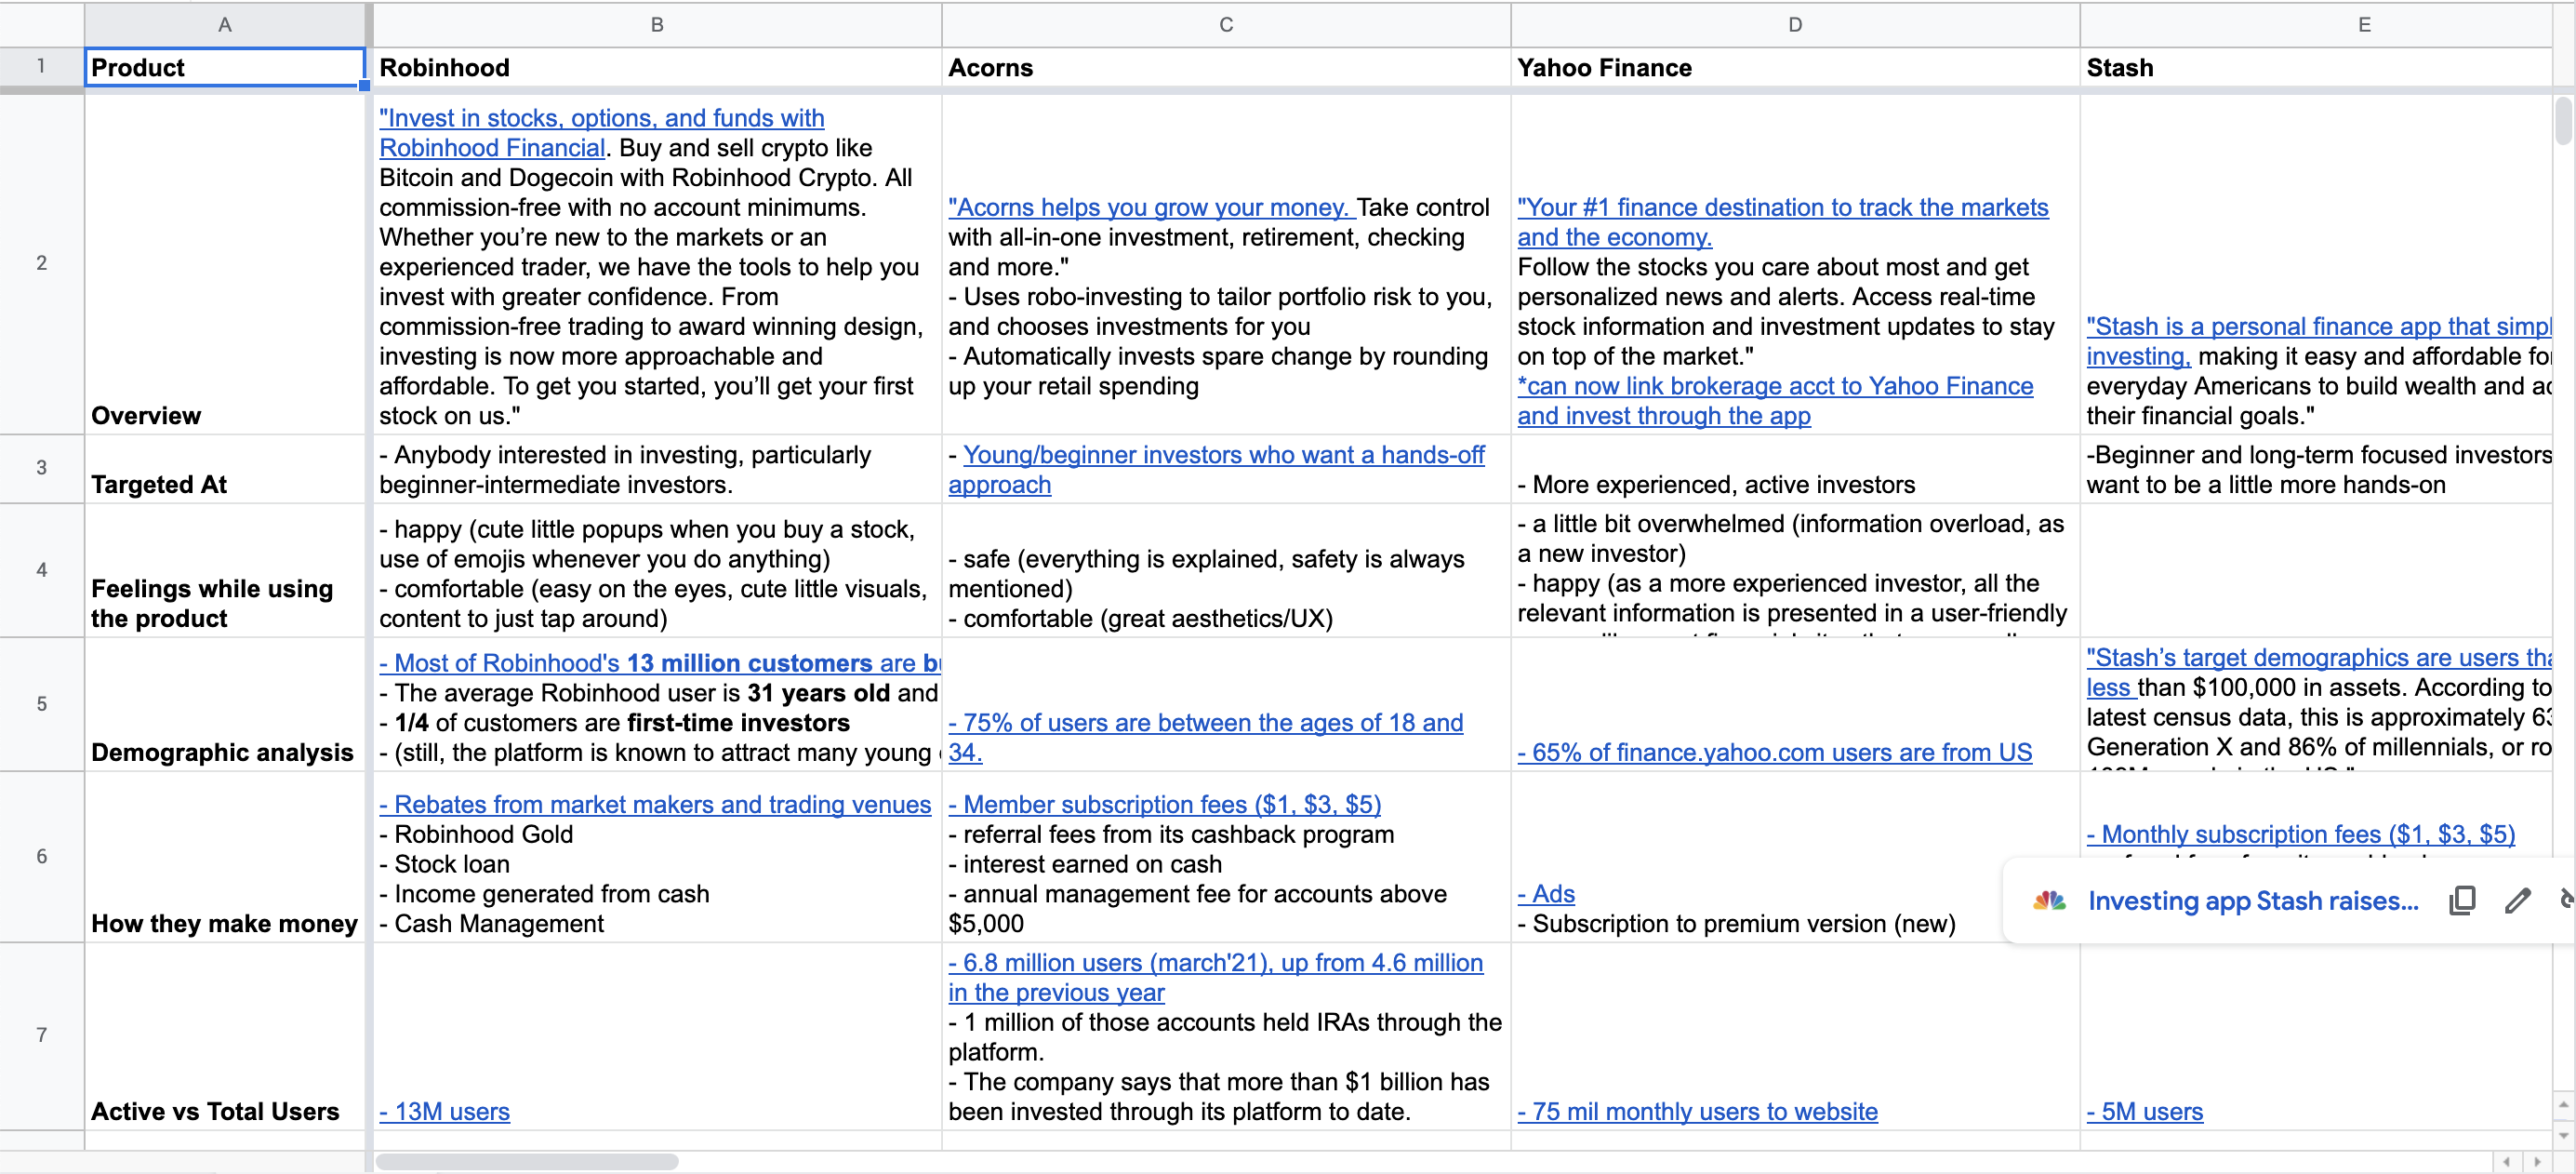 A B C D E
1 Product Robinhood Acorns Yahoo Finance Stash
2
Overview
"Invest in stocks, options, and funds with
Robinhood Financial. Buy and sell crypto like
Bitcoin and Dogecoin with Robinhood Crypto. All
commission-free with no account minimums.
Whether you’re new to the markets or an
experienced trader, we have the tools to help you
invest with greater confidence. From
commission-free trading to award winning design,
investing is now more approachable and
affordable. To get you started, you’ll get your first
stock on us."
"Acorns helps you grow your money. Take control
with all-in-one investment, retirement, checking
and more."
- Uses robo-investing to tailor portfolio risk to you,
and chooses investments for you
- Automatically invests spare change by rounding
up your retail spending
"Your #1 finance destination to track the markets
and the economy.
Follow the stocks you care about most and get
personalized news and alerts. Access real-time
stock information and investment updates to stay
on top of the market."
*can now link brokerage acct to Yahoo Finance
and invest through the app
"Stash is a personal finance app that
investing, making it easy and affordable
everyday Americans to build wealth and
their financial goals."
3
Targeted At
- Anybody interested in investing, particularly
beginner-intermediate investors.
- Young/beginner investors who want a hands-off
approach
- More experienced, active investors
-Beginner and long-term focused investors
want to be a little more hands-on
4
Feelings while using
the product
- happy (cute little popups when you buy a stock,
use of emojis whenever you do anything)
- comfortable (easy on the eyes, cute little visuals,
content to just tap around)
- safe (everything is explained, safety is always
mentioned)
- comfortable (great aesthetics/UX)
- a little bit overwhelmed (information overload, as
a new investor)
- happy (as a more experienced investor, all the
relevant information is presented in a user-friendly
5
Demographic analysis
- Most of Robinhood's 13 million customers are
- The average Robinhood user is 31 years old and
- 1/4 of customers are first-time investors
- (still, the platform is known to attract many young
- 75% of users are between the ages of 18 and
34.
- 65% of finance.yahoo.com users are from US
"Stash’s target demographics are users
less than $100,000 in assets. According to
latest census data, this is approximately
Generation X and 86% of millennials, or
6
How they make money
- Rebates from market makers and trading venues
- Robinhood Gold
- Stock loan
- Income generated from cash
- Cash Management
- Member subscription fees ($1, $3, $5)
- referral fees from its cashback program
- interest earned on cash
- annual management fee for accounts above
$5,000
- Ads
- Subscription to premium version (new)
- Monthly subscription fees ($1, $3, $5)
Investing app Stash raises...
7
Active vs Total Users
- 13M users
- 6.8 million users (march'21), up from 4.6 million
in the previous year
- 1 million of those accounts held IRAs through the
platform.
- The company says that more than $1 billion has
been invested through its platform to date.
- 75 mil monthly users to website
- 5M users